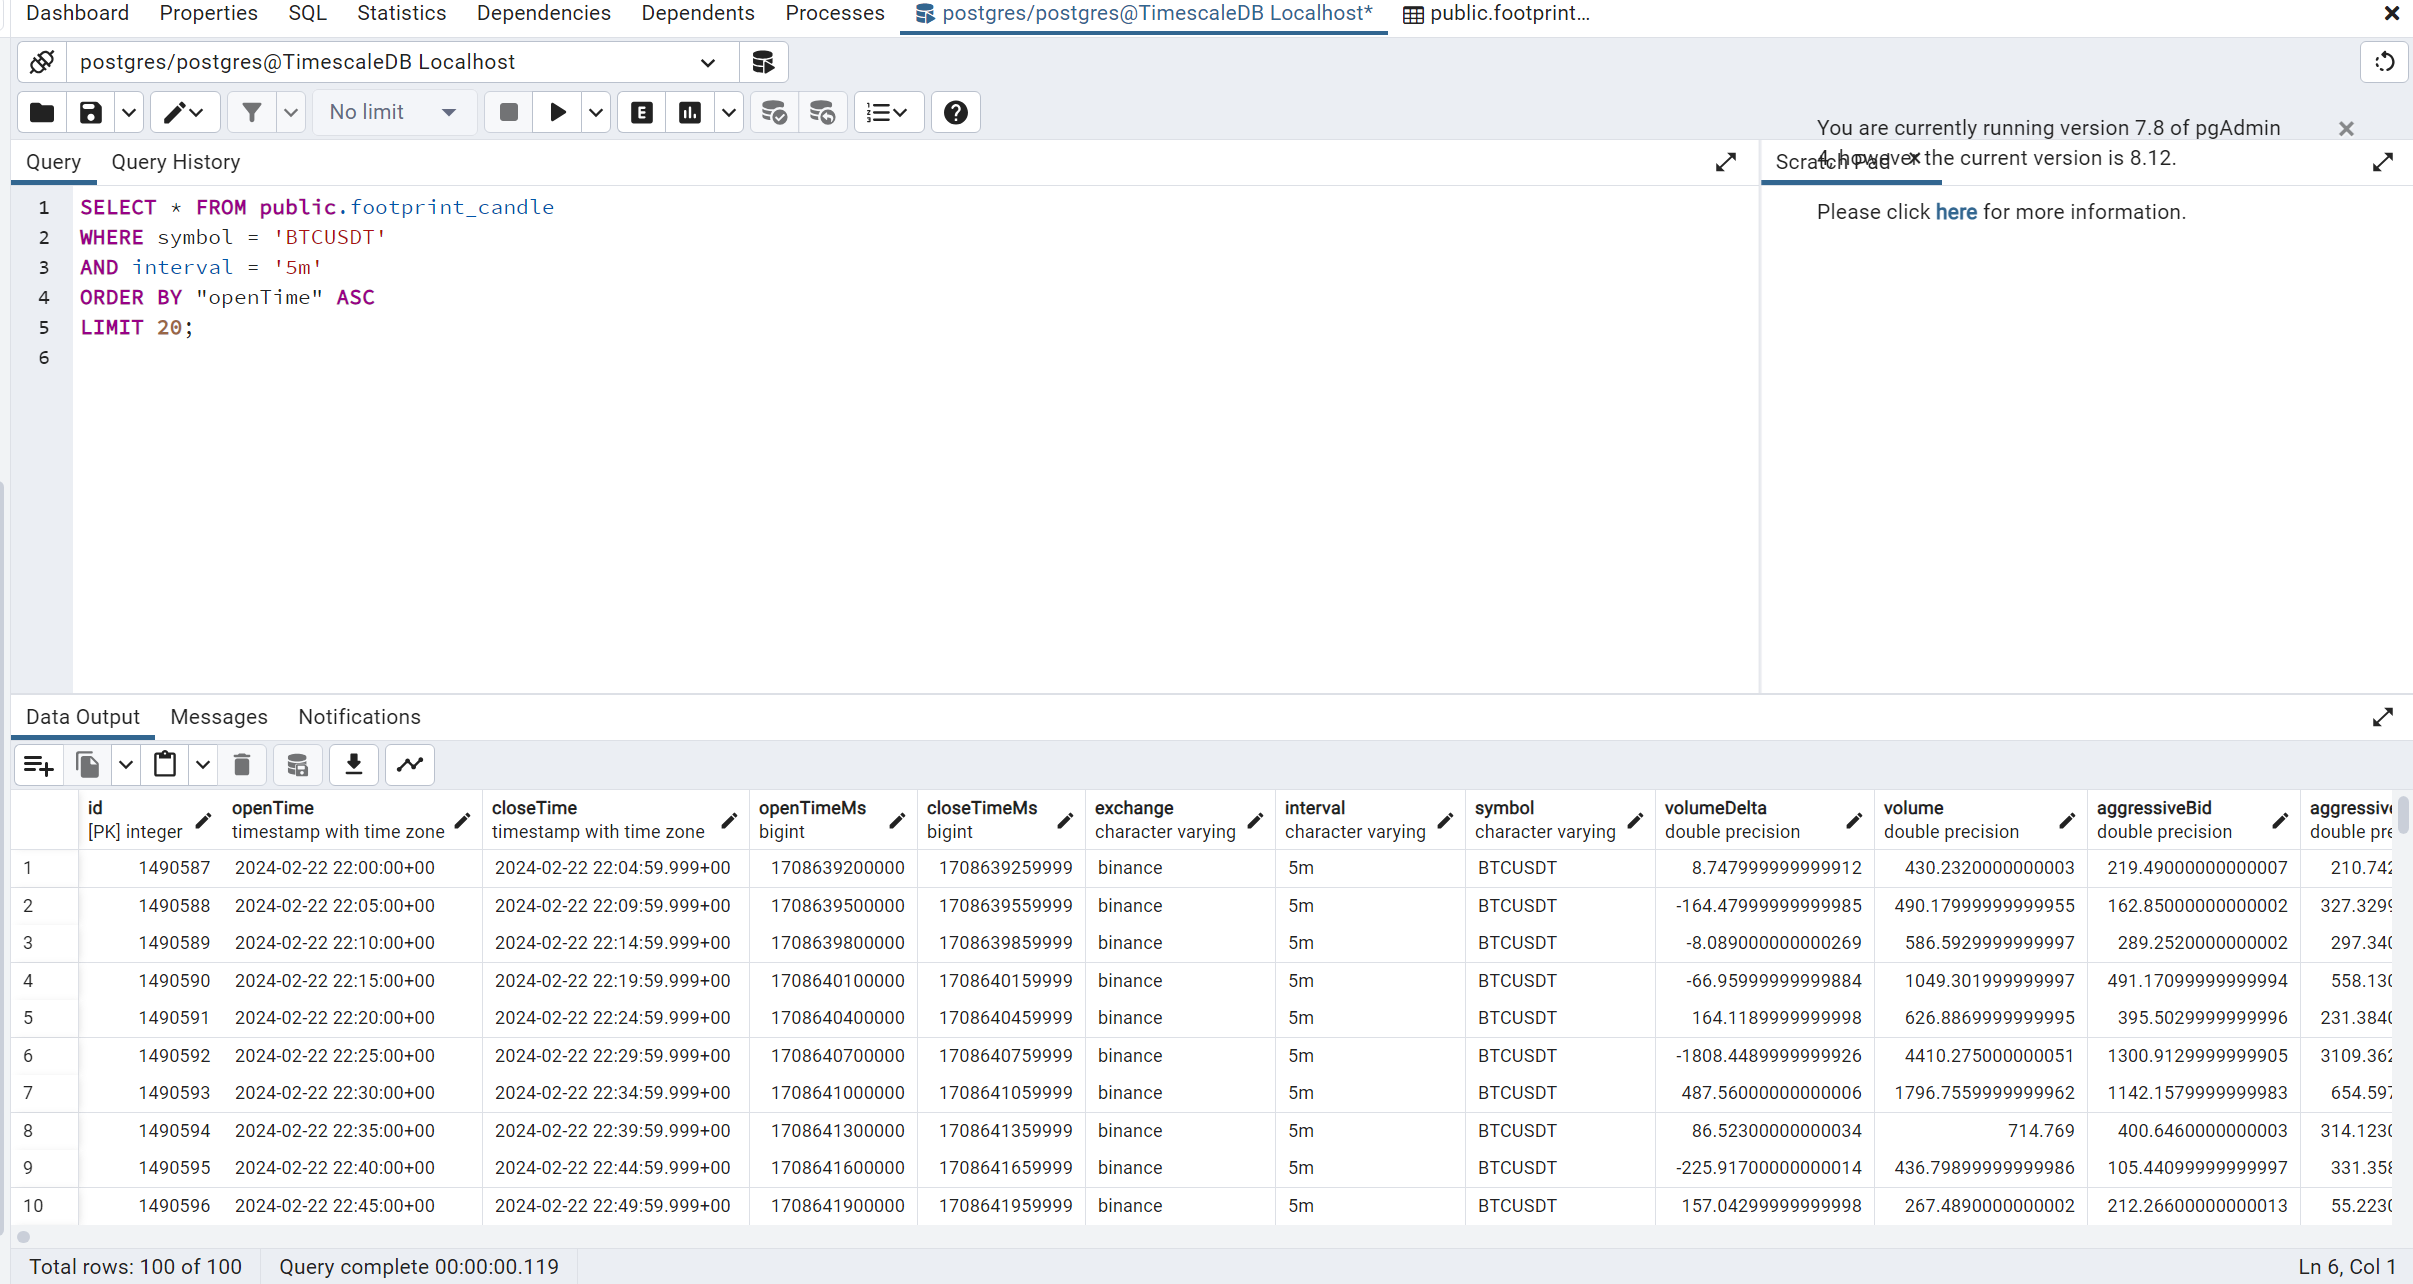 Dashboard Properties SQL Statistics Dependencies Dependents Processes postgres/postgres@TimescaleDB Localhost* public.footprint...
postgres/postgres@TimescaleDB Localhost
No limit
E
You are currently running version 7.8 of pgAdmin
4, however the current version is 8.12.
Please click here for more information.
Query Query History
Scratch Pad
1 SELECT * FROM public.footprint_candle
2 WHERE symbol = 'BTCUSDT'
3 AND interval = '5m'
4 ORDER BY "openTime" ASC
5 LIMIT 20;
6
Data Output Messages Notifications
id openTime closeTime openTimeMs closeTimeMs exchange interval symbol volumeDelta volume aggressiveBid aggressive
[PK] integer timestamp with time zone timestamp with time zone bigint bigint character varying character varying character varying double precision double precision double precision double pre
1 1490587 2024-02-22 22:00:00+00 2024-02-22 22:04:59.999+00 1708639200000 1708639259999 binance 5m BTCUSDT 8.747999999999912 430.2320000000003 219.49000000000007 210.742
2 1490588 2024-02-22 22:05:00+00 2024-02-22 22:09:59.999+00 1708639500000 1708639559999 binance 5m BTCUSDT -164.47999999999985 490.17999999999955 162.85000000000002 327.3299
3 1490589 2024-02-22 22:10:00+00 2024-02-22 22:14:59.999+00 1708639800000 1708639859999 binance 5m BTCUSDT -8.089000000000269 586.5929999999997 289.2520000000002 297.340
4 1490590 2024-02-22 22:15:00+00 2024-02-22 22:19:59.999+00 1708640100000 1708640159999 binance 5m BTCUSDT -66.95999999999884 1049.301999999997 491.17099999999994 558.130
5 1490591 2024-02-22 22:20:00+00 2024-02-22 22:24:59.999+00 1708640400000 1708640459999 binance 5m BTCUSDT 164.1189999999998 626.8869999999995 395.5029999999996 231.3840
6 1490592 2024-02-22 22:25:00+00 2024-02-22 22:29:59.999+00 1708640700000 1708640759999 binance 5m BTCUSDT -1808.4489999999926 4410.275000000051 1300.9129999999905 3109.362
7 1490593 2024-02-22 22:30:00+00 2024-02-22 22:34:59.999+00 1708641000000 1708641059999 binance 5m BTCUSDT 487.56000000000006 1796.7559999999962 1142.1579999999983 654.597
8 1490594 2024-02-22 22:35:00+00 2024-02-22 22:39:59.999+00 1708641300000 1708641359999 binance 5m BTCUSDT 86.52300000000034 714.769 400.6460000000003 314.1230
9 1490595 2024-02-22 22:40:00+00 2024-02-22 22:44:59.999+00 1708641600000 1708641659999 binance 5m BTCUSDT -225.91700000000014 436.79899999999986 105.44099999999997 331.358
10 1490596 2024-02-22 22:45:00+00 2024-02-22 22:49:59.999+00 1708641900000 1708641959999 binance 5m BTCUSDT 157.04299999999998 267.4890000000002 212.26600000000013 55.2230
Total rows: 100 of 100 Query complete 00:00:00.119 Ln 6, Col 1